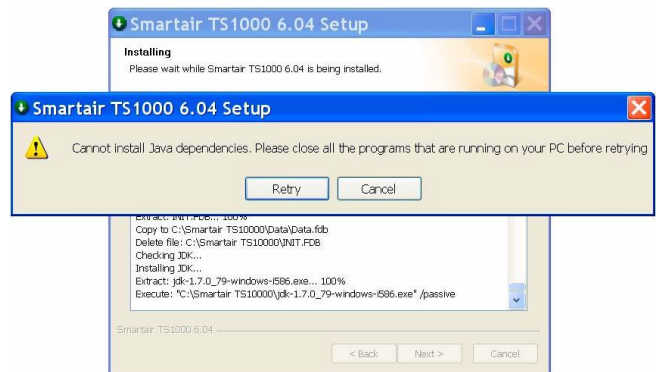 Smartair TS1000 6.04 Setup
Installing
Please wait while Smartair TS1000 6.04 is being installed.
Smartair TS1000 6.04 Setup
Cannot install Java dependencies. Please close all the programs that are running on your PC before retrying
Retry Cancel
Extract: INIT.FDB... 100%
Copy to C:\Smartair TS10000\Data\Data.fdb
Delete file: C:\Smartair TS10000\INIT.FDB
Checking JDK...
Installing JDK...
Extract: jdk-1.7.0_79-windows-i586.exe... 100%
Execute: "C:\Smartair TS10000\jdk-1.7.0_79-windows-i586.exe" /passive
Smartair TS1000 6.04
< Back Next > Cancel